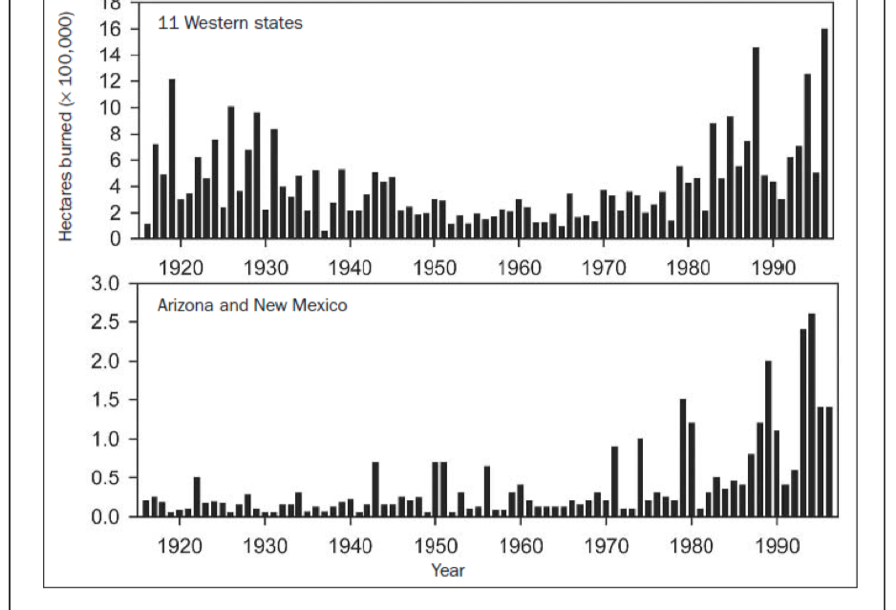 18
11 Western states
16
14
12
10
8
6
4
2
0
Hectares burned (× 100,000)
1920 1930 1940 1950 1960 1970 1980 1990
3.0
Arizona and New Mexico
2.5
2.0
1.5
1.0
0.5
0.0
1920 1930 1940 1950 1960 1970 1980 1990
Year